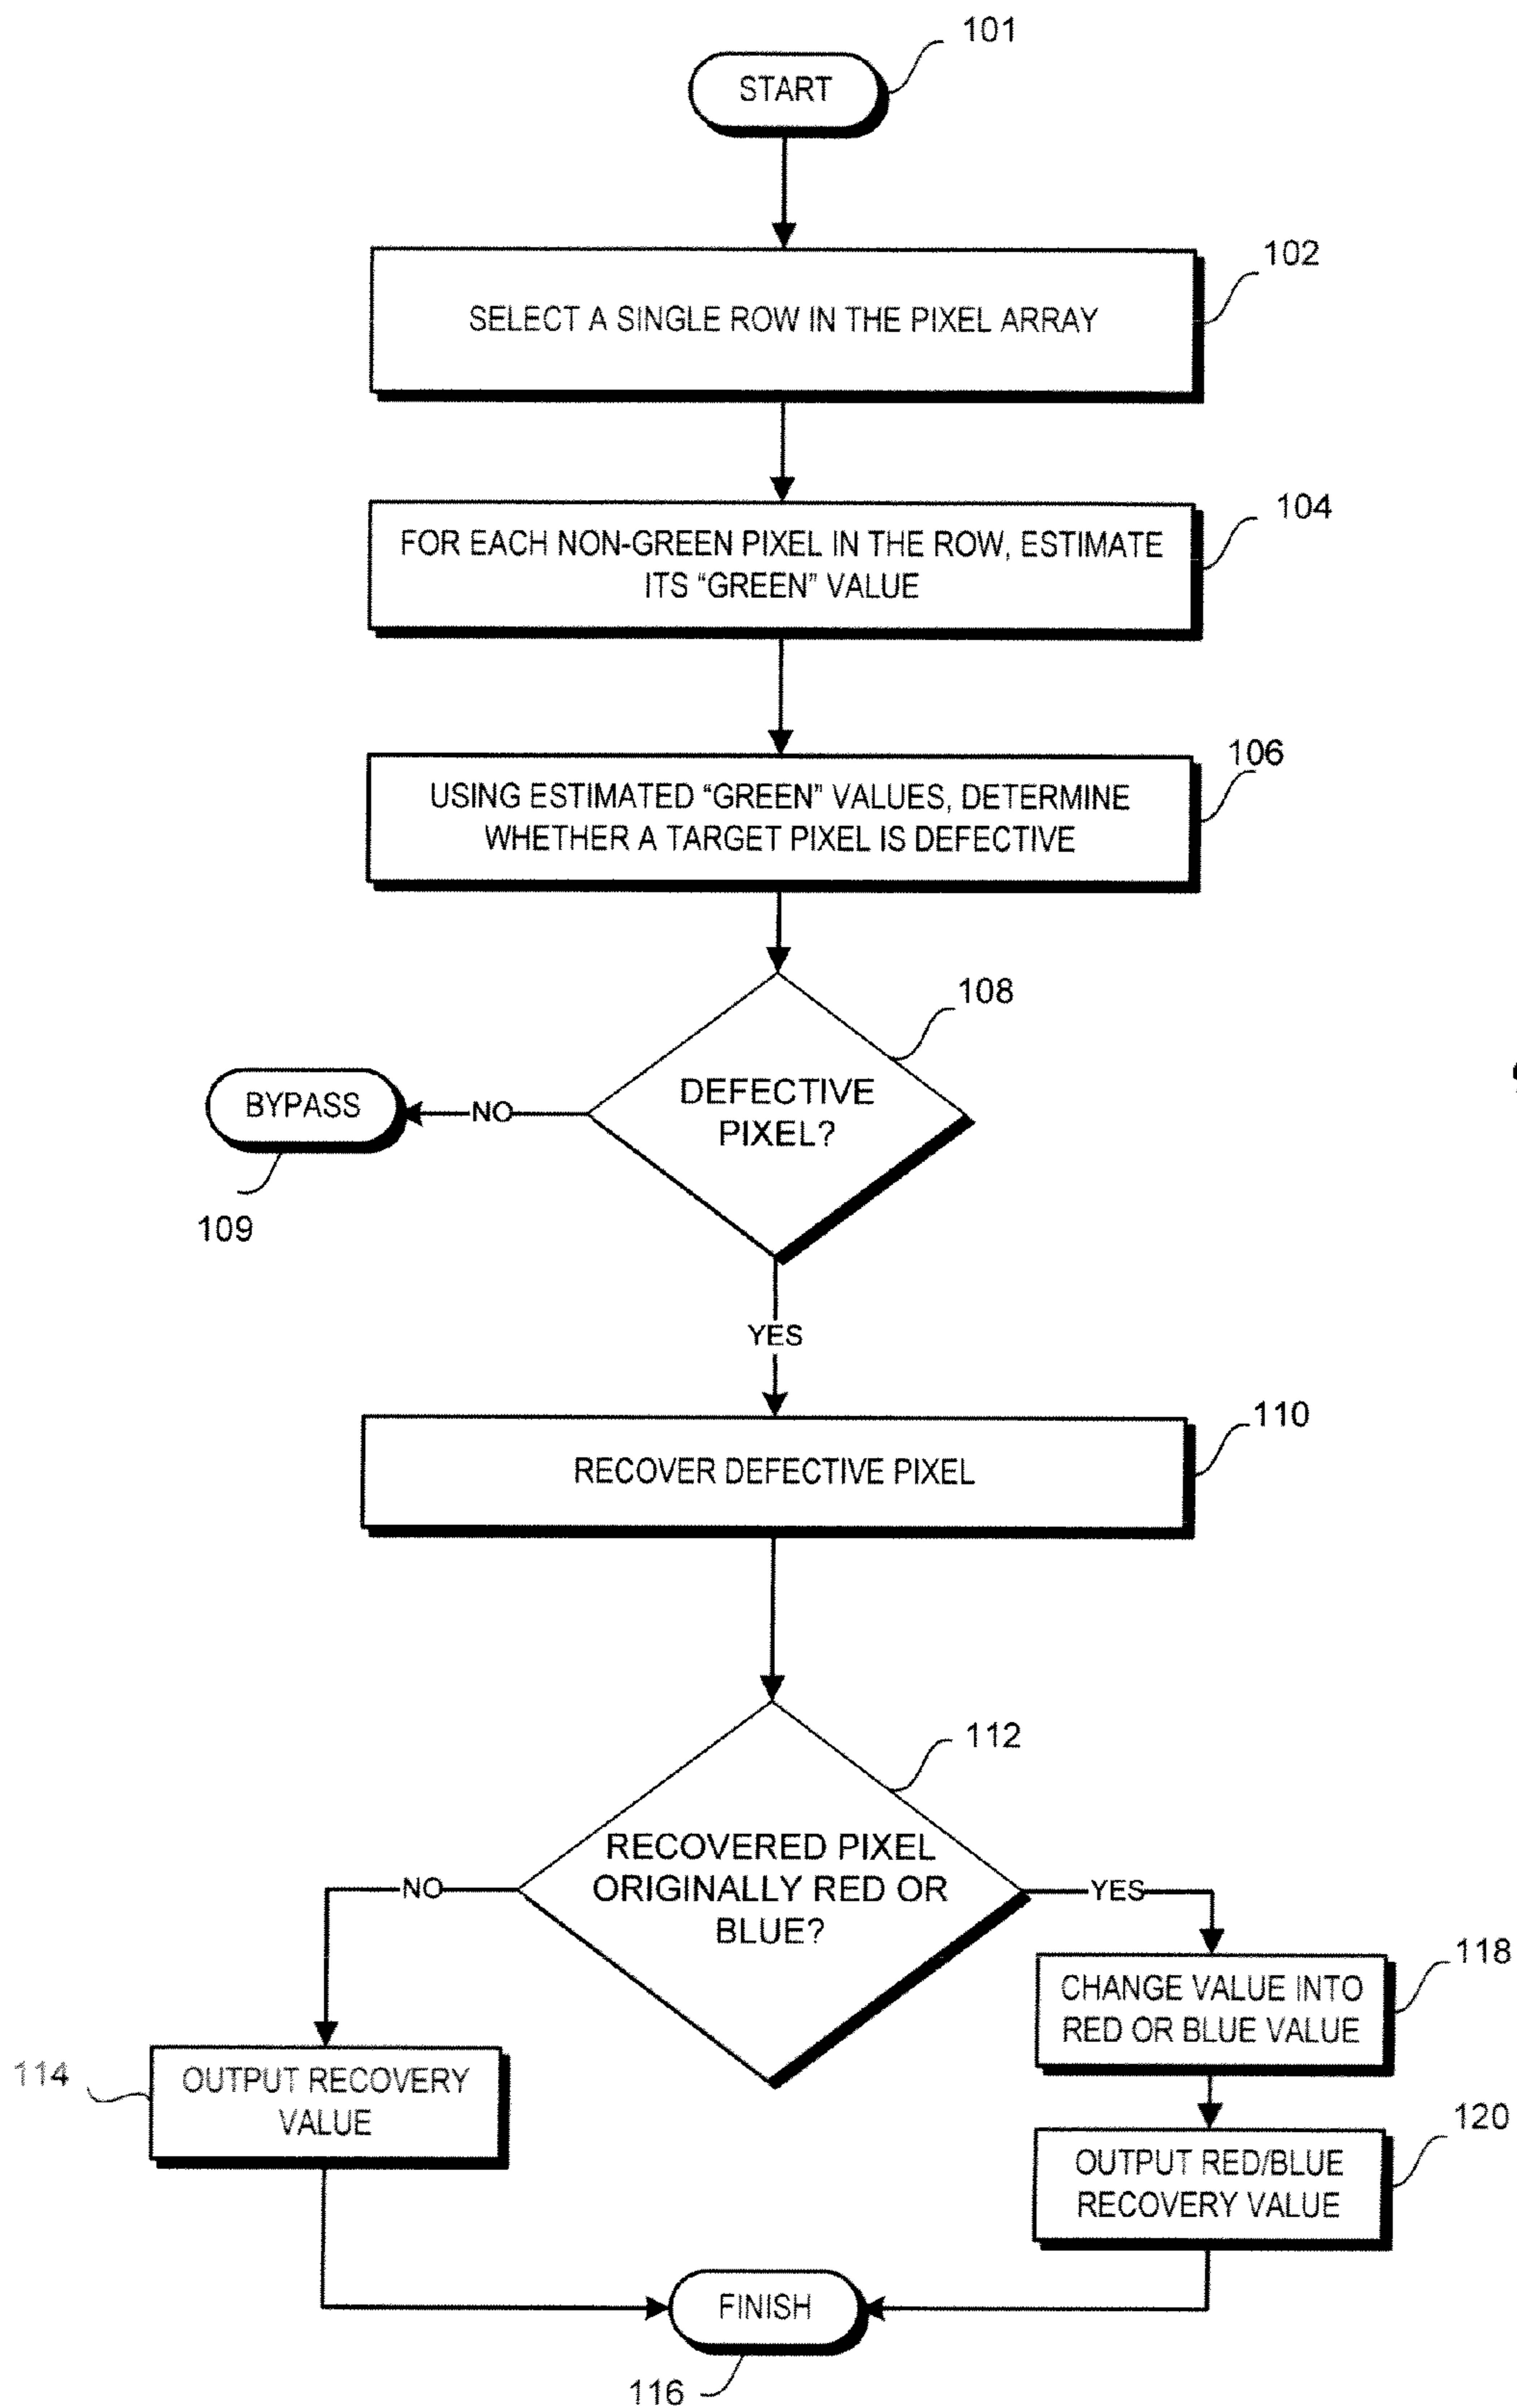 101
START
102
SELECT A SINGLE ROW IN THE PIXEL ARRAY
104
FOR EACH NON-GREEN PIXEL IN THE ROW, ESTIMATE
ITS “GREEN” VALUE
106
USING ESTIMATED “GREEN” VALUES, DETERMINE
WHETHER A TARGET PIXEL IS DEFECTIVE
108
DEFECTIVE
PIXEL?
NO
BYPASS
109
YES
110
RECOVER DEFECTIVE PIXEL
112
RECOVERED PIXEL
ORIGINALLY RED OR
BLUE?
NO
YES
118
CHANGE VALUE INTO
RED OR BLUE VALUE
114
OUTPUT RECOVERY
VALUE
120
OUTPUT RED/BLUE
RECOVERY VALUE
FINISH
116